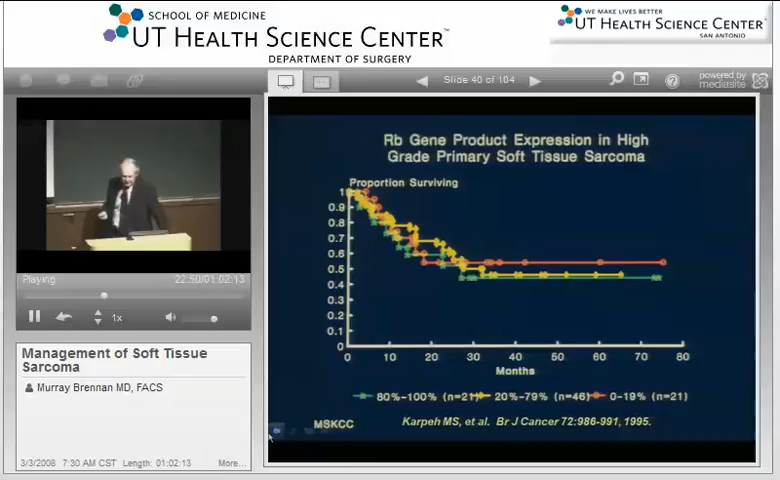 SCHOOL OF MEDICINE
UT HEALTH SCIENCE CENTER™
DEPARTMENT OF SURGERY
WE MAKE LIVES BETTER
UT HEALTH SCIENCE CENTER™
SAN ANTONIO
Slide 40 of 104
powered by
mediasite
Rb Gene Product Expression in High
Grade Primary Soft Tissue Sarcoma
Proportion Surviving
1
0.9
0.8
0.7
0.6
0.5
0.4
0.3
0.2
0.1
0
0 10 20 30 40 50 60 70 80
Months
80%-100% (n=21) 20%-79% (n=46) 0-19% (n=21)
MSKCC
Karpeh MS, et al. Br J Cancer 72:986-991, 1995.
Playing
22:50/01:02:13
1x
Management of Soft Tissue
Sarcoma
Murray Brennan MD, FACS
3/3/2008 7:30 AM CST Length: 01:02:13 More...